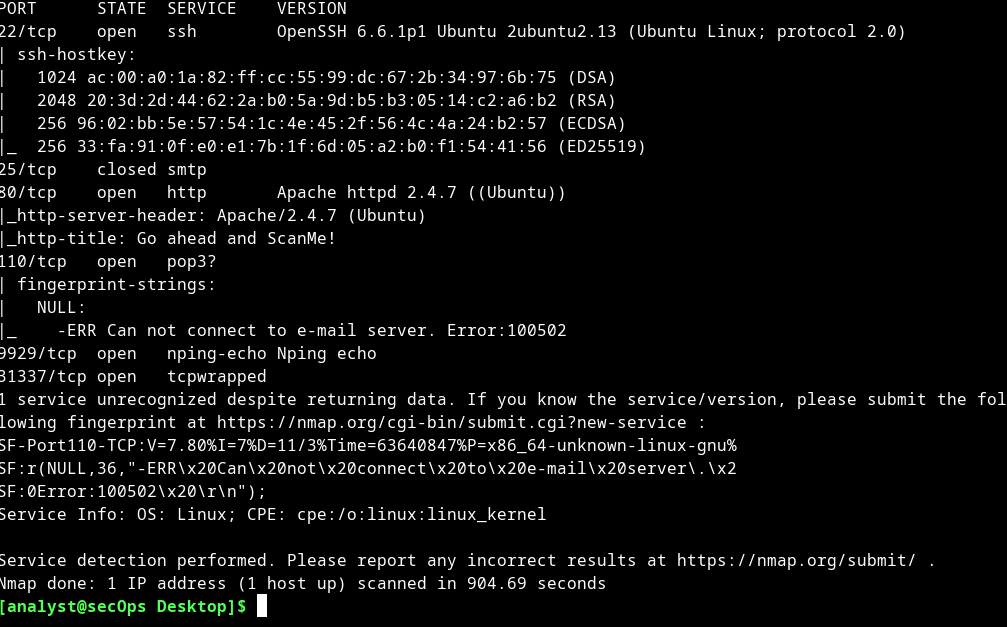 PORT      STATE  SERVICE    VERSION
22/tcp    open   ssh        OpenSSH 6.6.1p1 Ubuntu 2ubuntu2.13 (Ubuntu Linux; protocol 2.0)
| ssh-hostkey:
|   1024 ac:00:a0:1a:82:ff:cc:55:99:dc:67:2b:34:97:6b:75 (DSA)
|   2048 20:3d:2d:44:62:2a:b0:5a:9d:b5:b3:05:14:c2:a6:b2 (RSA)
|   256 96:02:bb:5e:57:54:1c:4e:45:2f:56:4c:4a:24:b2:57 (ECDSA)
|_  256 33:fa:91:0f:e0:e1:7b:1f:6d:05:a2:b0:f1:54:41:56 (ED25519)
25/tcp    closed smtp
80/tcp    open   http       Apache httpd 2.4.7 ((Ubuntu))
|_http-server-header: Apache/2.4.7 (Ubuntu)
|_http-title: Go ahead and ScanMe!
110/tcp   open   pop3?
| fingerprint-strings:
|   NULL:
|_    -ERR Can not connect to e-mail server. Error:100502
9929/tcp  open   nping-echo Nping echo
31337/tcp open   tcpwrapped
1 service unrecognized despite returning data. If you know the service/version, please submit the fol
lowing fingerprint at https://nmap.org/cgi-bin/submit.cgi?new-service :
SF-Port110-TCP:V=7.80%I=7%D=11/3%Time=63640847%P=x86_64-unknown-linux-gnu%
SF:r(NULL,36,"-ERR\x20Can\x20not\x20connect\x20to\x20e-mail\x20server\.\x2
SF:0Error:100502\x20\r\n");
Service Info: OS: Linux; CPE: cpe:/o:linux:linux_kernel

Service detection performed. Please report any incorrect results at https://nmap.org/submit/ .
Nmap done: 1 IP address (1 host up) scanned in 904.69 seconds
[analyst@secOps Desktop]$